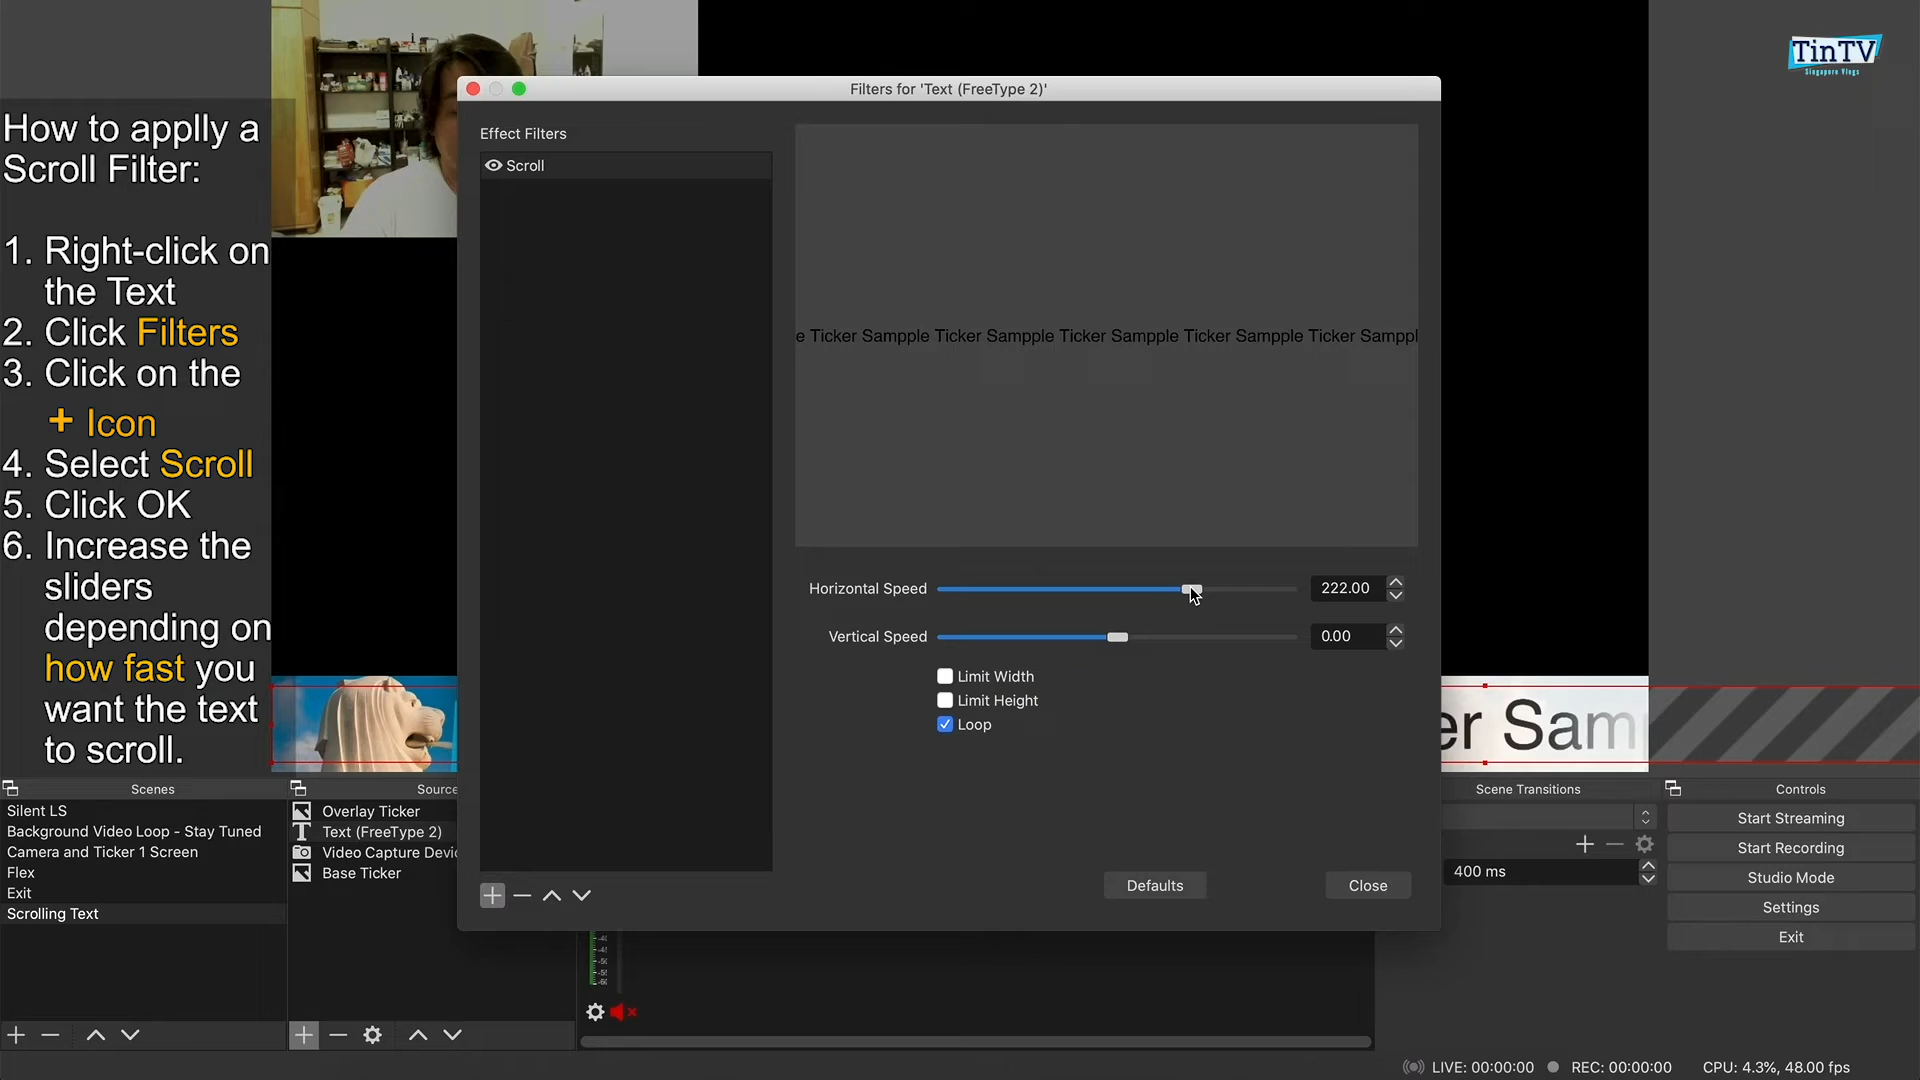 TinTV
Singapore Vlogs
How to applly a
Scroll Filter:
1. Right-click on
the Text
2. Click Filters
3. Click on the
+ Icon
4. Select Scroll
5. Click OK
6. Increase the
sliders
depending on
how fast you
want the text
to scroll.
Filters for 'Text (FreeType 2)'
Effect Filters
Scroll
e Ticker Sampple Ticker Sampple Ticker Sampple Ticker Sampple Ticker Samppl
Horizontal Speed 222.00
Vertical Speed 0.00
Limit Width
Limit Height
Loop
Defaults
Close
er Sam
Scenes
Silent LS
Background Video Loop - Stay Tuned
Camera and Ticker 1 Screen
Flex
Exit
Scrolling Text
Source
Overlay Ticker
Text (FreeType 2)
Video Capture Devic
Base Ticker
Scene Transitions
400 ms
Controls
Start Streaming
Start Recording
Studio Mode
Settings
Exit
LIVE: 00:00:00 REC: 00:00:00 CPU: 4.3%, 48.00 fps